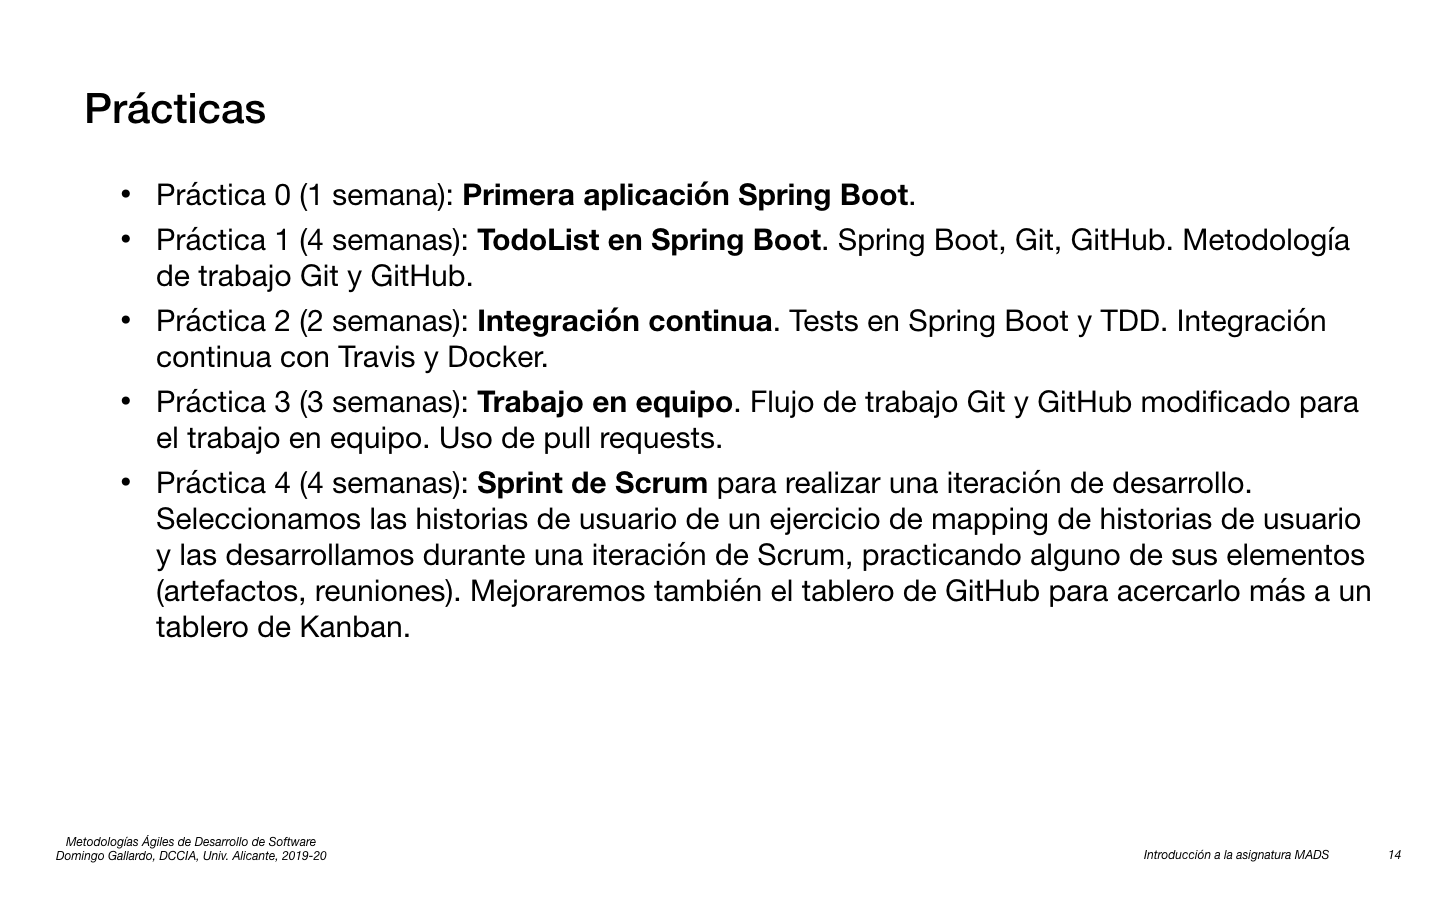 Prácticas
• Práctica 0 (1 semana): Primera aplicación Spring Boot.
• Práctica 1 (4 semanas): TodoList en Spring Boot. Spring Boot, Git, GitHub. Metodología
de trabajo Git y GitHub.
• Práctica 2 (2 semanas): Integración continua. Tests en Spring Boot y TDD. Integración
continua con Travis y Docker.
• Práctica 3 (3 semanas): Trabajo en equipo. Flujo de trabajo Git y GitHub modificado para
el trabajo en equipo. Uso de pull requests.
• Práctica 4 (4 semanas): Sprint de Scrum para realizar una iteración de desarrollo.
Seleccionamos las historias de usuario de un ejercicio de mapping de historias de usuario
y las desarrollamos durante una iteración de Scrum, practicando alguno de sus elementos
(artefactos, reuniones). Mejoraremos también el tablero de GitHub para acercarlo más a un
tablero de Kanban.
Metodologías Ágiles de Desarrollo de Software
Domingo Gallardo, DCCIA, Univ. Alicante, 2019-20
Introducción a la asignatura MADS 14